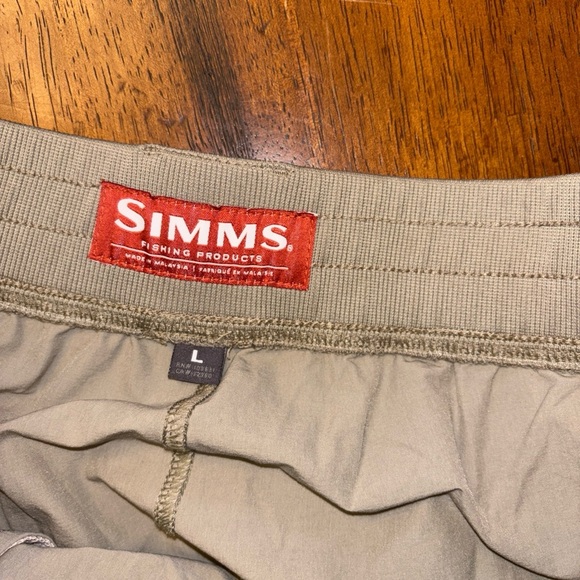 SIMMS®
FISHING PRODUCTS
MADE IN MALAYSIA | FABRIQUÉ EN MALAISIE
L